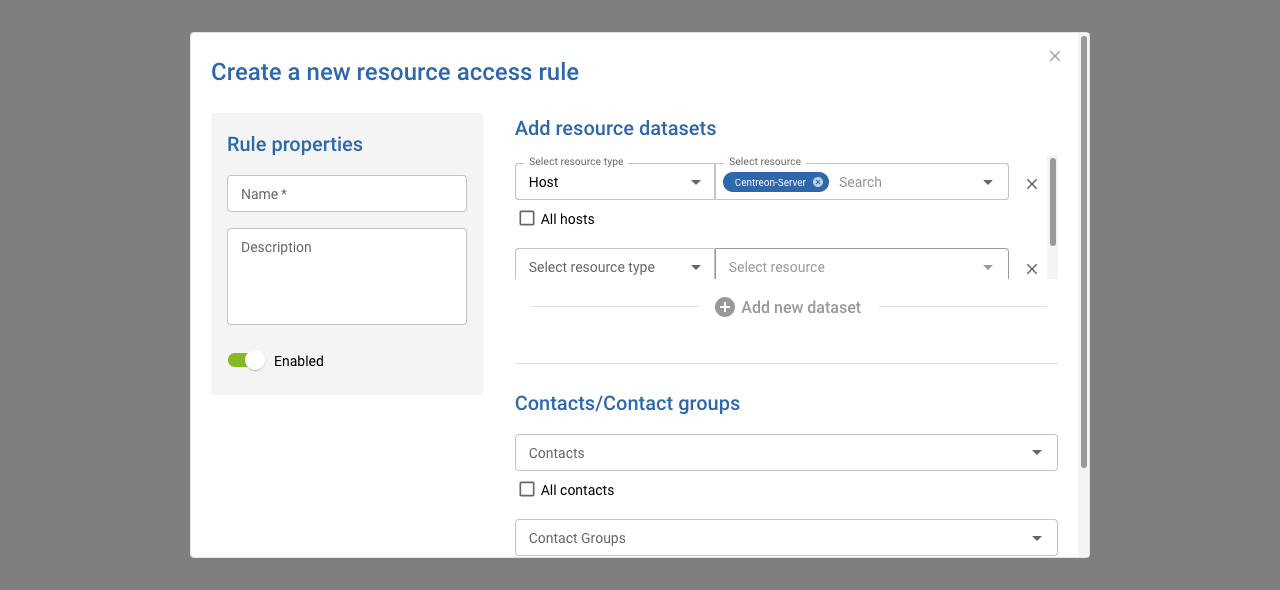 Create a new resource access rule
Rule properties
Name *
Description
Enabled
Add resource datasets
Select resource type
Select resource
Host
Centreon-Server
Search
All hosts
Select resource type
Select resource
Add new dataset
Contacts/Contact groups
Contacts
All contacts
Contact Groups